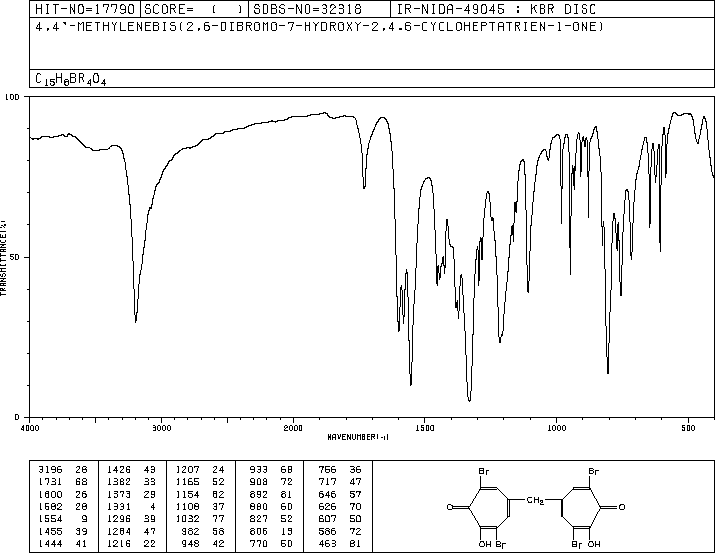 HIT-NO=17790 SCORE= ( ) SDBS-NO=32318 IR-NIDA-49045 : KBR DISC
4,4'-METHYLENEBIS(2,6-DIBROMO-7-HYDROXY-2,4,6-CYCLOHEPTATRIEN-1-ONE)
C15H8BR4O4
100
50
0
TRANSMITTANCE(%)
4000 3000 2000 1500 1000 500
WAVENUMBER(-1)
3196 28 1426 49 1207 24 933 68 756 36
1731 68 1382 33 1165 52 908 72 717 47
1600 26 1373 29 1154 62 892 81 646 57
1582 28 1331 4 1108 37 880 60 626 70
1554 9 1296 39 1032 77 827 52 607 50
1455 39 1284 47 982 58 806 13 586 72
1444 41 1216 22 948 42 770 50 463 81
Br Br
O CH2 O
OH Br Br OH